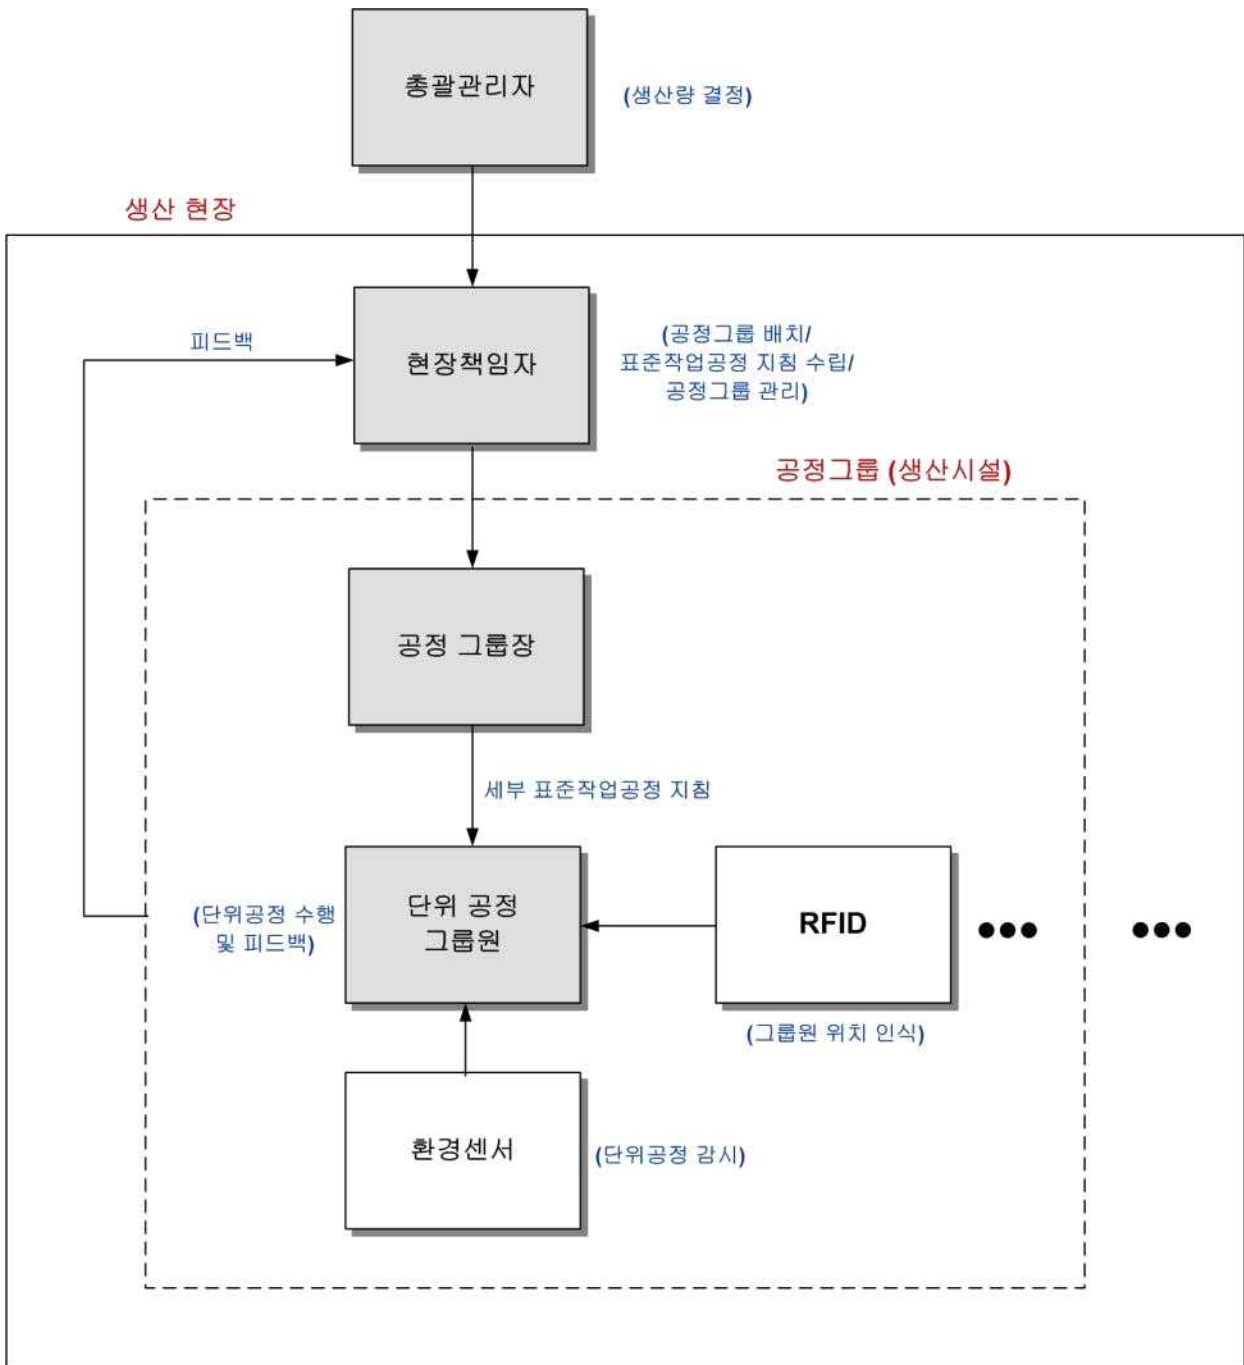 총괄관리자
(생산량 결정)
생산 현장
피드백
현장책임자
(공정그룹 배치/
표준작업공정 지침 수립/
공정그룹 관리)
공정그룹 (생산시설)
공정 그룹장
세부 표준작업공정 지침
(단위공정 수행
및 피드백)
단위 공정
그룹원
RFID
(그룹원 위치 인식)
환경센서
(단위공정 감시)